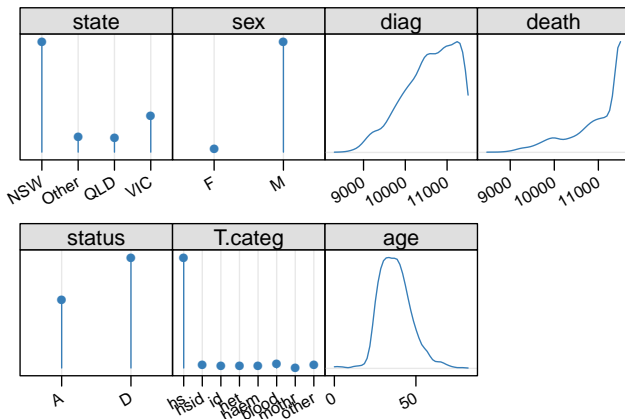 state sex diag death
NSW Other QLD VIC F M 9000 10000 11000 9000 10000 11000
status T.categ age
A D hs hsid id het haem blood mother other 0 50